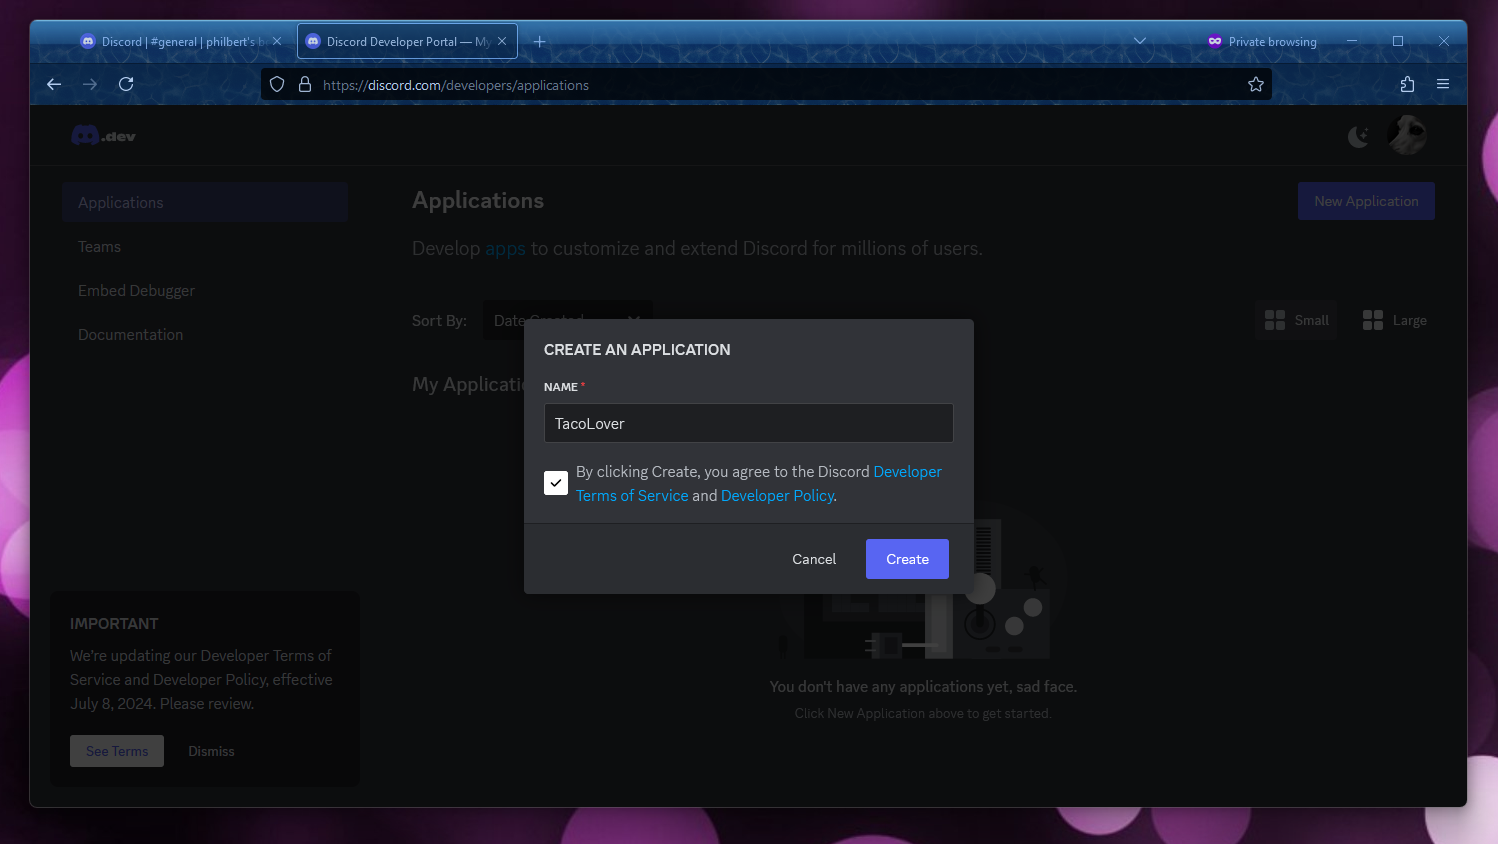 Discord | #general | philbert's b
Discord Developer Portal — My
Private browsing
https://discord.com/developers/applications
.dev
Applications
Teams
Embed Debugger
Documentation
Applications
New Application
Develop apps to customize and extend Discord for millions of users.
Sort By:
Date Created
Small
Large
My Applicati
CREATE AN APPLICATION
NAME *
TacoLover
By clicking Create, you agree to the Discord Developer
Terms of Service and Developer Policy.
Cancel
Create
You don't have any applications yet, sad face.
Click New Application above to get started.
IMPORTANT
We're updating our Developer Terms of
Service and Developer Policy, effective
July 8, 2024. Please review.
See Terms
Dismiss